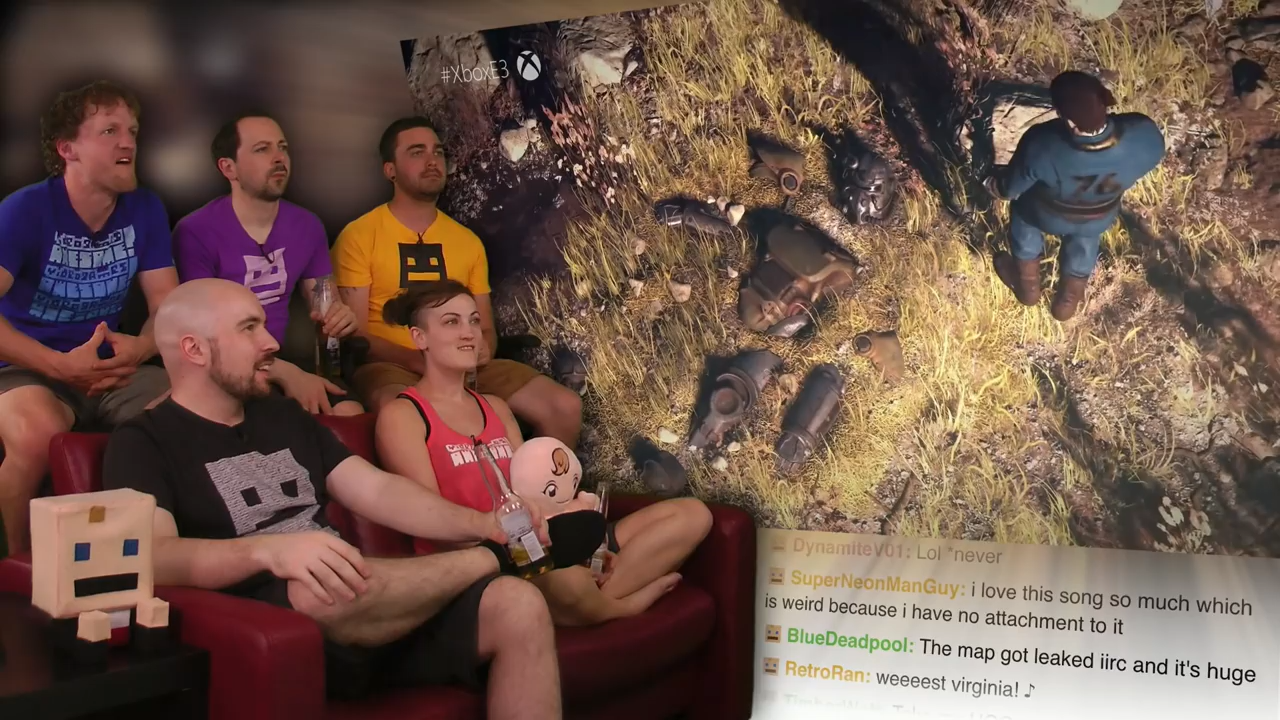 #XboxE3
76
DynamiteV01: Lol *never
SuperNeonManGuy: i love this song so much which
is weird because i have no attachment to it
BlueDeadpool: The map got leaked iirc and it's huge
RetroRan: weeeest virginia! ♪